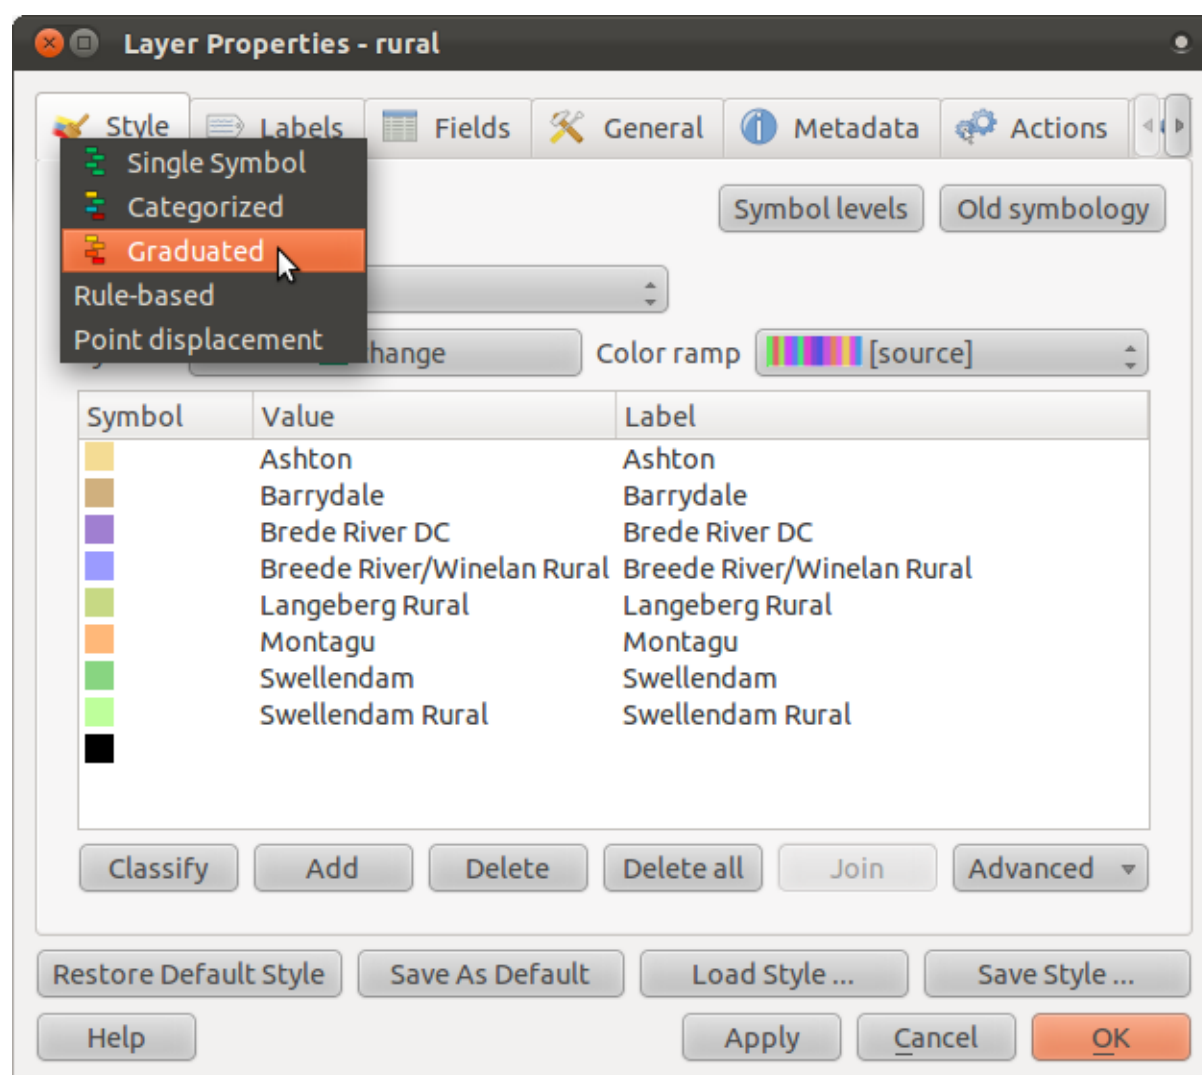 Layer Properties - rural
Style Labels Fields General Metadata Actions
Single Symbol
Categorized
Graduated
Rule-based
Point displacement
Symbol levels Old symbology
Color ramp [source]
Symbol Value Label
Ashton Ashton
Barrydale Barrydale
Brede River DC Brede River DC
Breede River/Winelan Rural Breede River/Winelan Rural
Langeberg Rural Langeberg Rural
Montagu Montagu
Swellendam Swellendam
Swellendam Rural Swellendam Rural
Classify Add Delete Delete all Join Advanced
Restore Default Style Save As Default Load Style ... Save Style ...
Help Apply Cancel OK